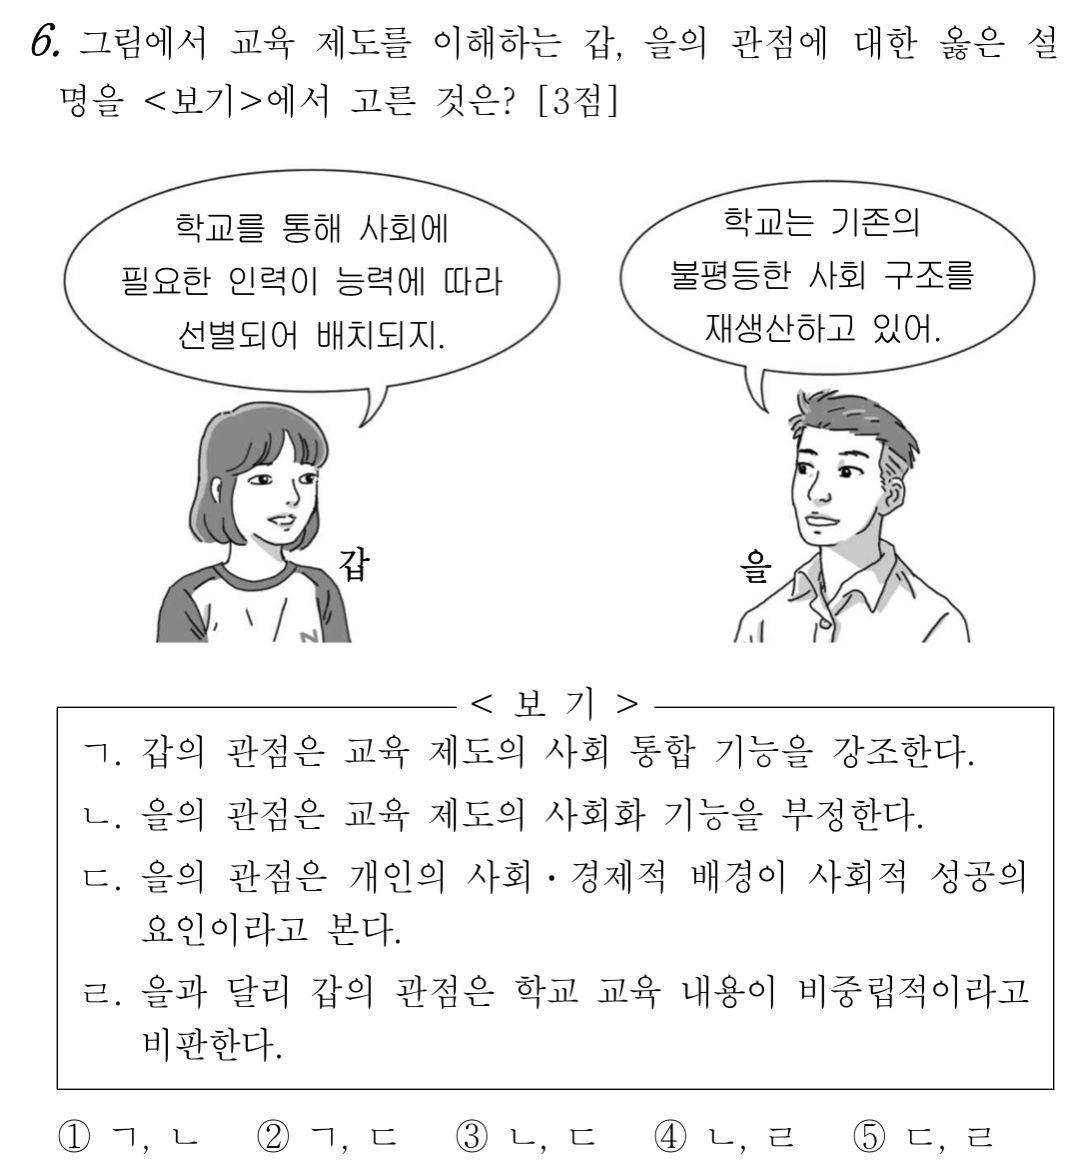 6. 그림에서 교육 제도를 이해하는 갑, 을의 관점에 대한 옳은 설
명을 <보기>에서 고른 것은? [3점]
학교를 통해 사회에
필요한 인력이 능력에 따라
선별되어 배치되지.
학교는 기존의
불평등한 사회 구조를
재생산하고 있어.
갑
을
< 보 기 >
ㄱ. 갑의 관점은 교육 제도의 사회 통합 기능을 강조한다.
ㄴ. 을의 관점은 교육 제도의 사회화 기능을 부정한다.
ㄷ. 을의 관점은 개인의 사회·경제적 배경이 사회적 성공의
요인이라고 본다.
ㄹ. 을과 달리 갑의 관점은 학교 교육 내용이 비중립적이라고
비판한다.
① ㄱ, ㄴ ② ㄱ, ㄷ ③ ㄴ, ㄷ ④ ㄴ, ㄹ ⑤ ㄷ, ㄹ